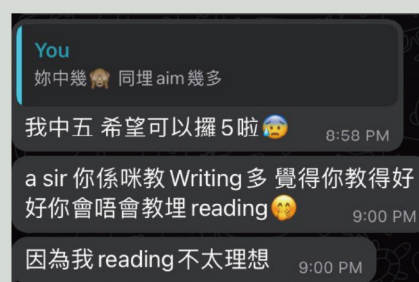 You
妳中幾🙈 同埋 aim 幾多
我中五 希望可以攞5啦😰
8:58 PM
a sir 你係咪教 Writing 多 覺得你教得好
好你會唔會教埋 reading🤭
9:00 PM
因為我 reading 不太理想
9:00 PM